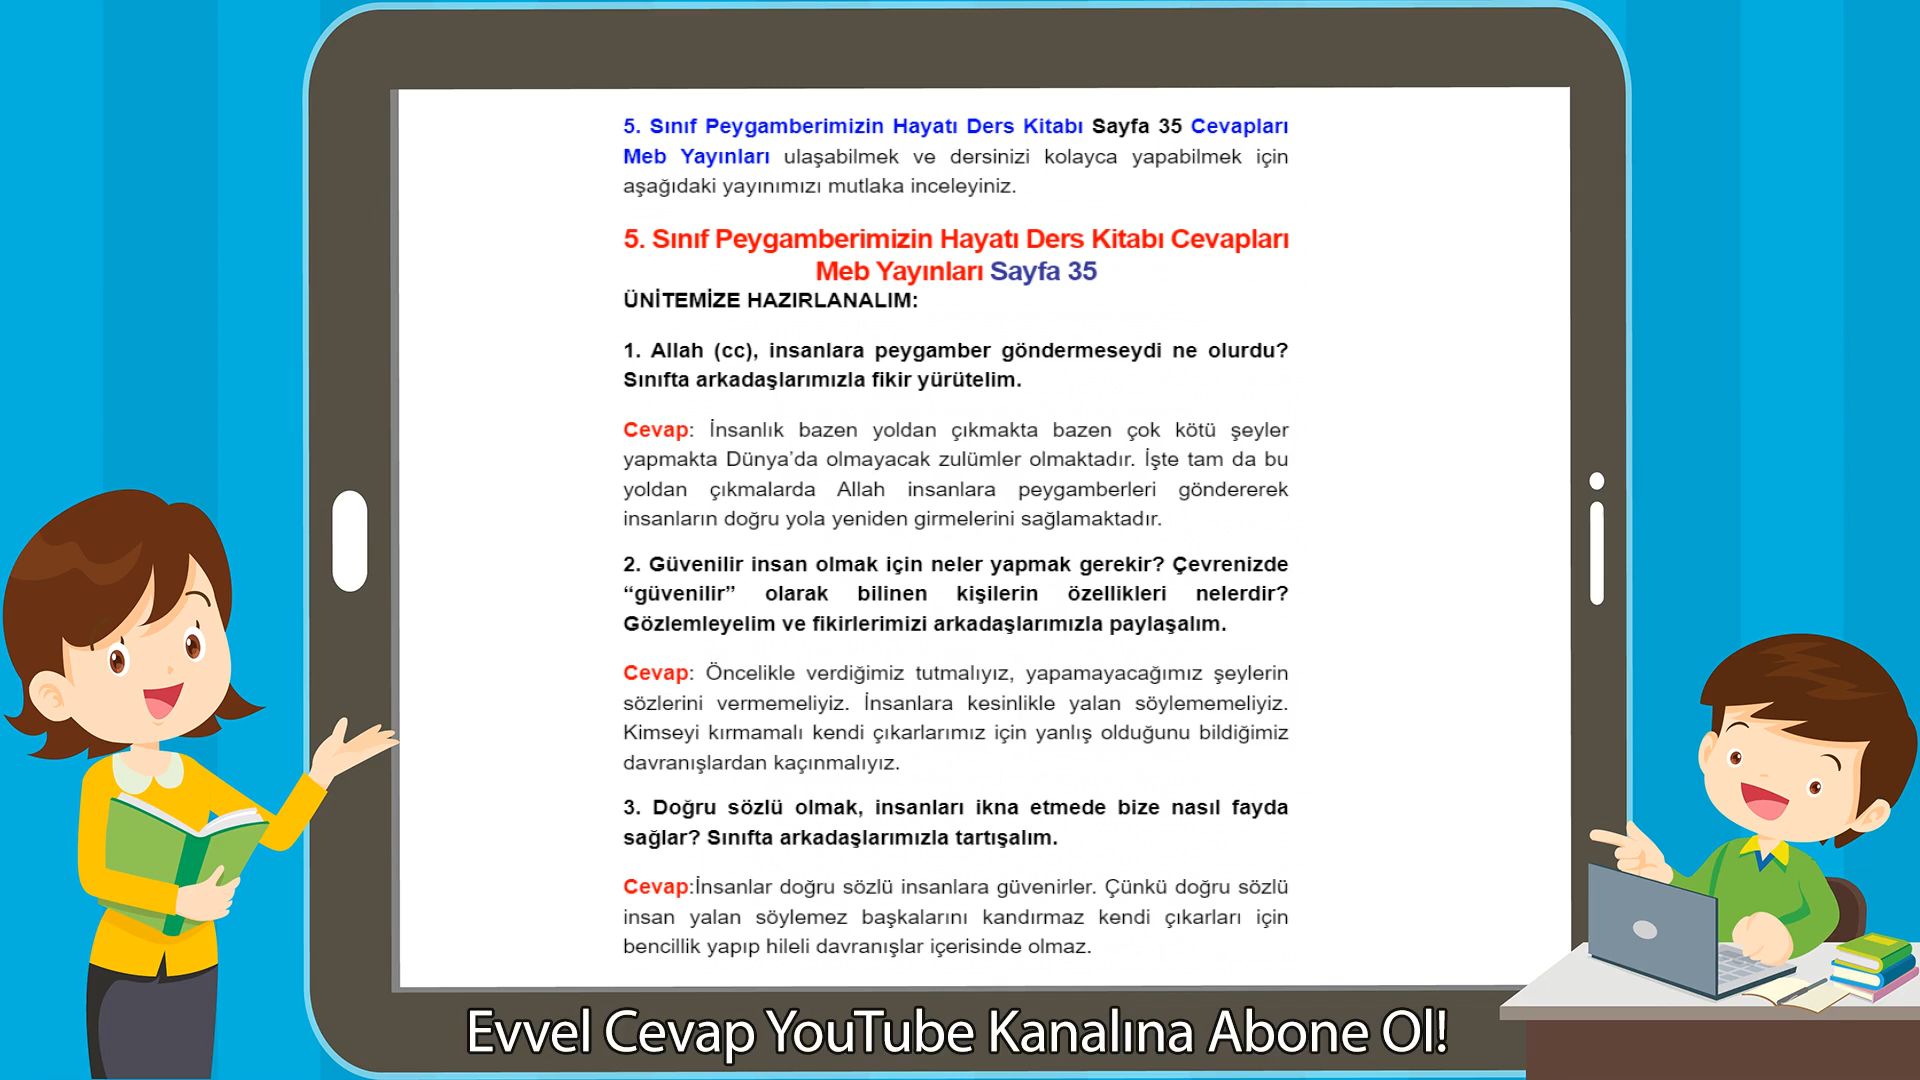 5. Sınıf Peygamberimizin Hayatı Ders Kitabı Sayfa 35 Cevapları
Meb Yayınları ulaşabilmek ve dersinizi kolayca yapabilmek için
aşağıdaki yayınımızı mutlaka inceleyiniz.
5. Sınıf Peygamberimizin Hayatı Ders Kitabı Cevapları
Meb Yayınları Sayfa 35
ÜNİTEMİZE HAZIRLANALIM:
1. Allah (cc), insanlara peygamber göndermeseydi ne olurdu?
Sınıfta arkadaşlarımızla fikir yürütelim.
Cevap: İnsanlık bazen yoldan çıkmakta bazen çok kötü şeyler
yapmakta Dünya’da olmayacak zulümler olmaktadır. İşte tam da bu
yoldan çıkmalarda Allah insanlara peygamberleri göndererek
insanların doğru yola yeniden girmelerini sağlamaktadır.
2. Güvenilir insan olmak için neler yapmak gerekir? Çevrenizde
“güvenilir” olarak bilinen kişilerin özellikleri nelerdir?
Gözlemleyelim ve fikirlerimizi arkadaşlarımızla paylaşalım.
Cevap: Öncelikle verdiğimiz tutmalıyız, yapamayacağımız şeylerin
sözlerini vermemeliyiz. İnsanlara kesinlikle yalan söylememeliyiz.
Kimseyi kırmamalı kendi çıkarlarımız için yanlış olduğunu bildiğimiz
davranışlardan kaçınmalıyız.
3. Doğru sözlü olmak, insanları ikna etmede bize nasıl fayda
sağlar? Sınıfta arkadaşlarımızla tartışalım.
Cevap:İnsanlar doğru sözlü insanlara güvenirler. Çünkü doğru sözlü
insan yalan söylemez başkalarını kandırmaz kendi çıkarları için
bencillik yapıp hileli davranışlar içerisinde olmaz.
Evvel Cevap YouTube Kanalına Abone Ol!